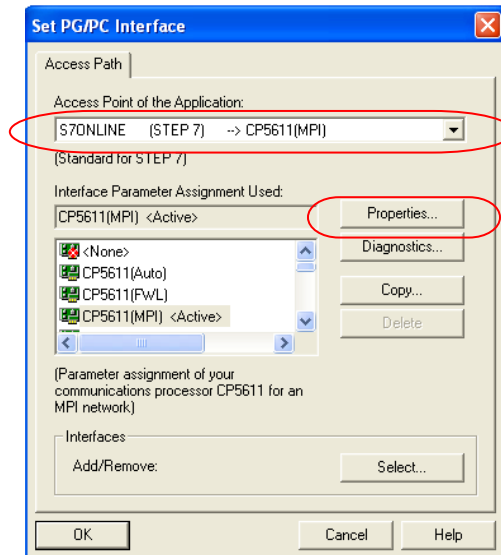 Set PG/PC Interface
Access Path
Access Point of the Application:
S7ONLINE (STEP 7) --> CP5611(MPI)
(Standard for STEP 7)
Interface Parameter Assignment Used:
CP5611(MPI) <Active>
Properties...
<None>
Diagnostics...
CP5611(Auto)
CP5611(FWL)
Copy...
CP5611(MPI) <Active>
Delete
(Parameter assignment of your
communications processor CP5611 for an
MPI network)
Interfaces
Add/Remove:
Select...
OK
Cancel
Help